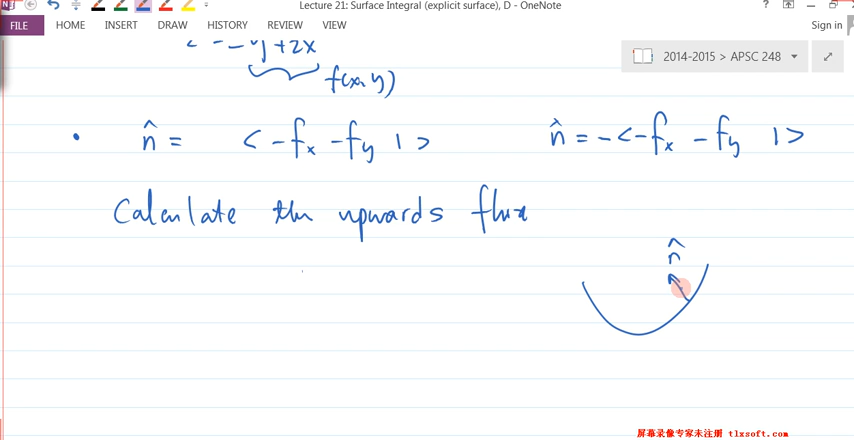 Lecture 21: Surface Integral (explicit surface), D - OneNote
FILE HOME INSERT DRAW HISTORY REVIEW VIEW Sign in
2014-2015 > APSC 248
z = -y + 2x
f(x,y)
• n̂ = < -fx -fy 1 > n̂ = - < -fx -fy 1 >
Calculate the upwards flux
n̂
屏幕录像专家未注册 tlxsoft.com